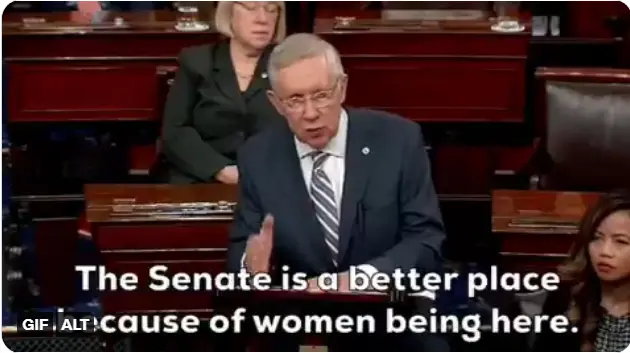 The Senate is a better place
because of women being here.
GIF ALT